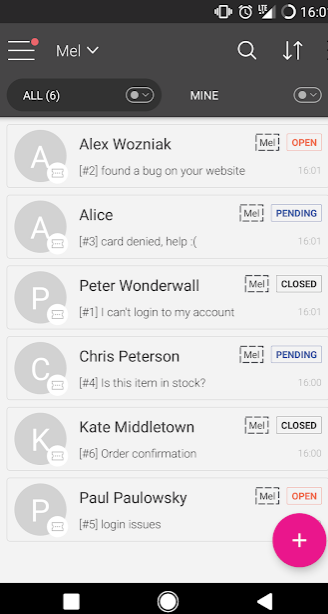 LTE 16:01
Mel
ALL (6) MINE
A Alex Wozniak Mel OPEN
[#2] found a bug on your website 16:01
A Alice Mel PENDING
[#3] card denied, help :( 16:01
P Peter Wonderwall Mel CLOSED
[#1] I can't login to my account 16:01
C Chris Peterson Mel PENDING
[#4] Is this item in stock? 16:00
K Kate Middletown Mel CLOSED
[#6] Order confirmation 16:00
P Paul Paulowsky Mel OPEN
[#5] login issues
+